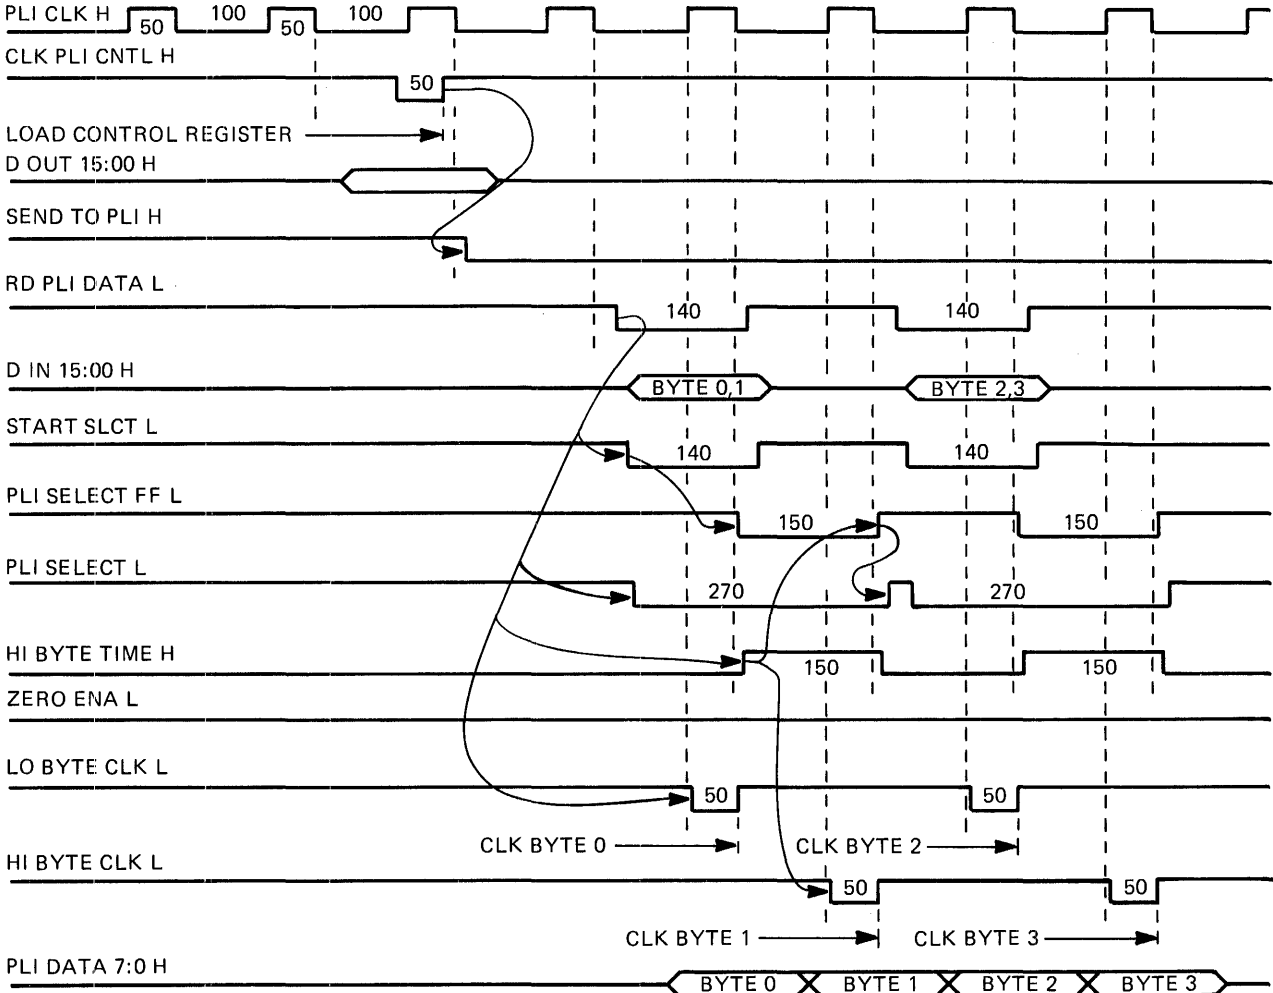 PLI CLK H
50
100
50
100
CLK PLI CNTL H
50
LOAD CONTROL REGISTER
D OUT 15:00 H
SEND TO PLI H
RD PLI DATA L
140
140
D IN 15:00 H
BYTE 0,1
BYTE 2,3
START SLCT L
140
140
PLI SELECT FF L
150
150
PLI SELECT L
270
270
HI BYTE TIME H
150
150
ZERO ENA L
LO BYTE CLK L
50
50
CLK BYTE 0
CLK BYTE 2
HI BYTE CLK L
50
50
CLK BYTE 1
CLK BYTE 3
PLI DATA 7:0 H
BYTE 0
BYTE 1
BYTE 2
BYTE 3